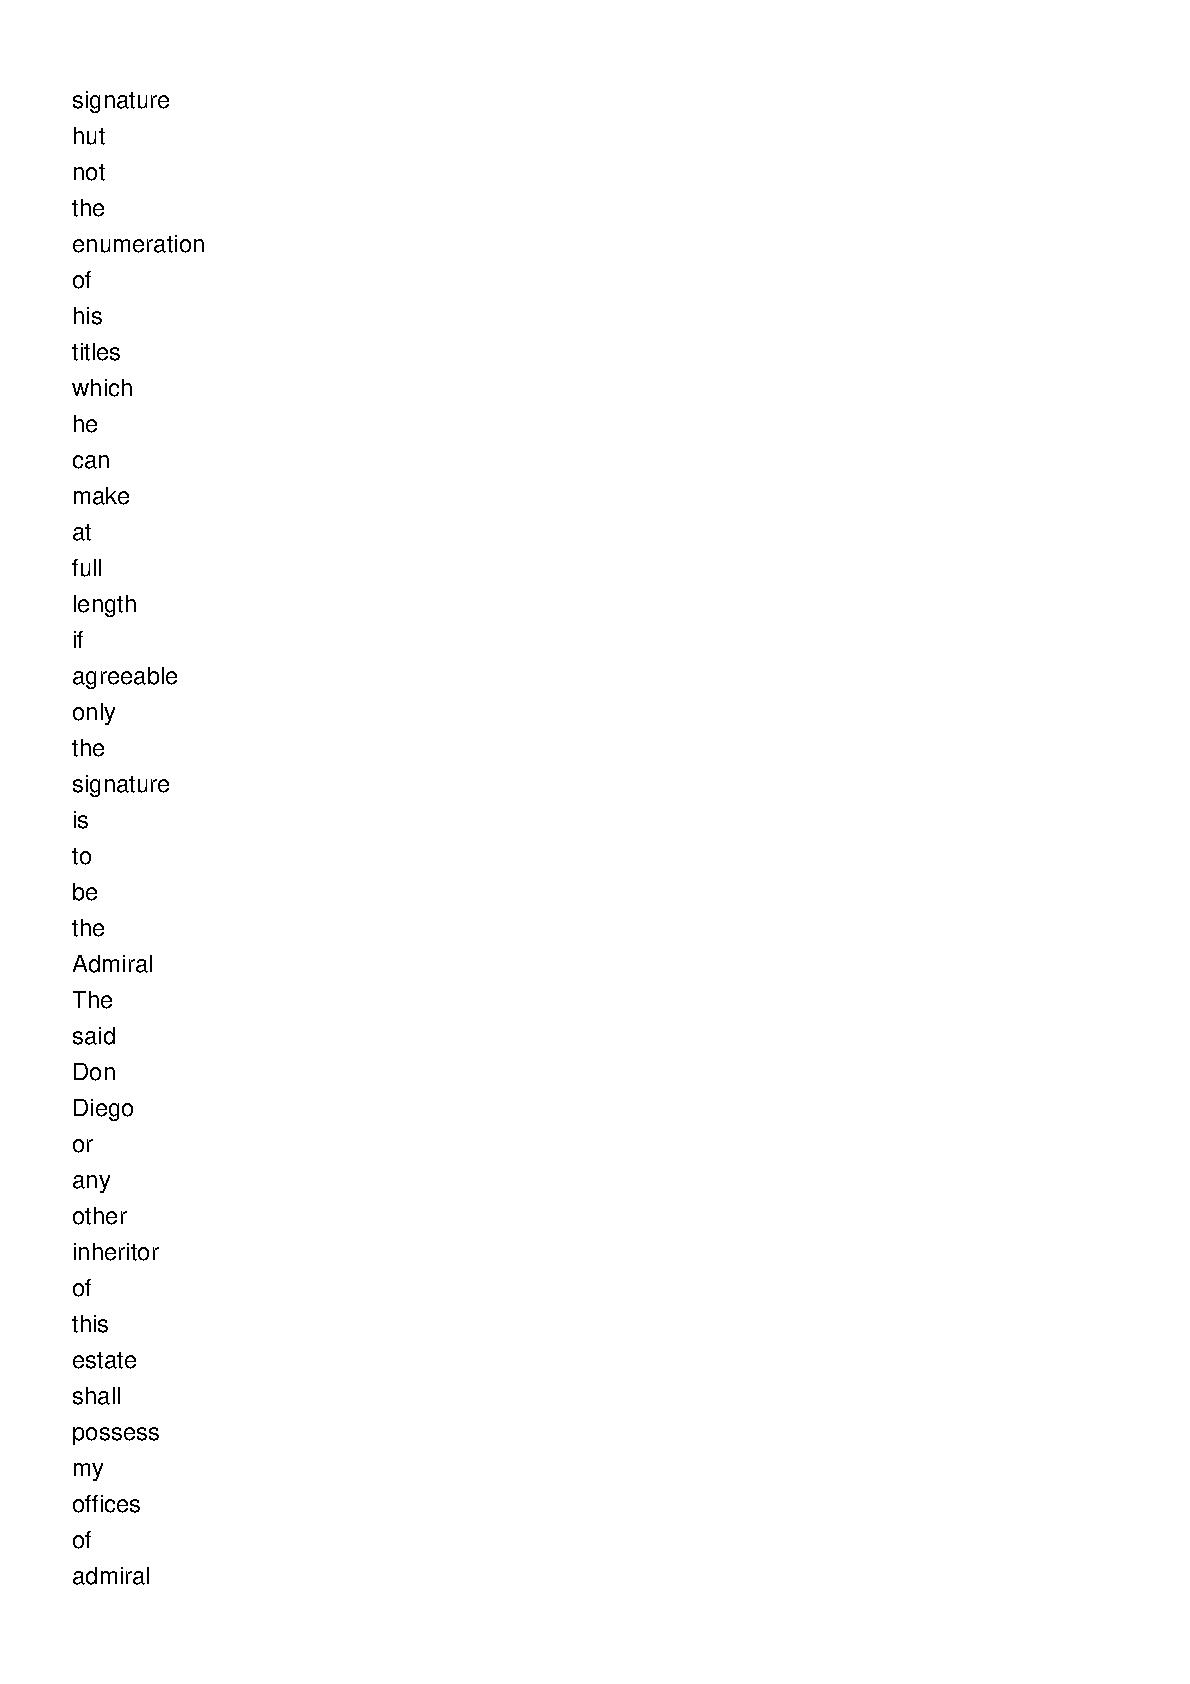 signature
hut
not
the
enumeration
of
his
titles
which
he
can
make
at
full
length
if
agreeable
only
the
signature
is
to
be
the
Admiral
The
said
Don
Diego
or
any
other
inheritor
of
this
estate
shall
possess
my
offices
of
admiral